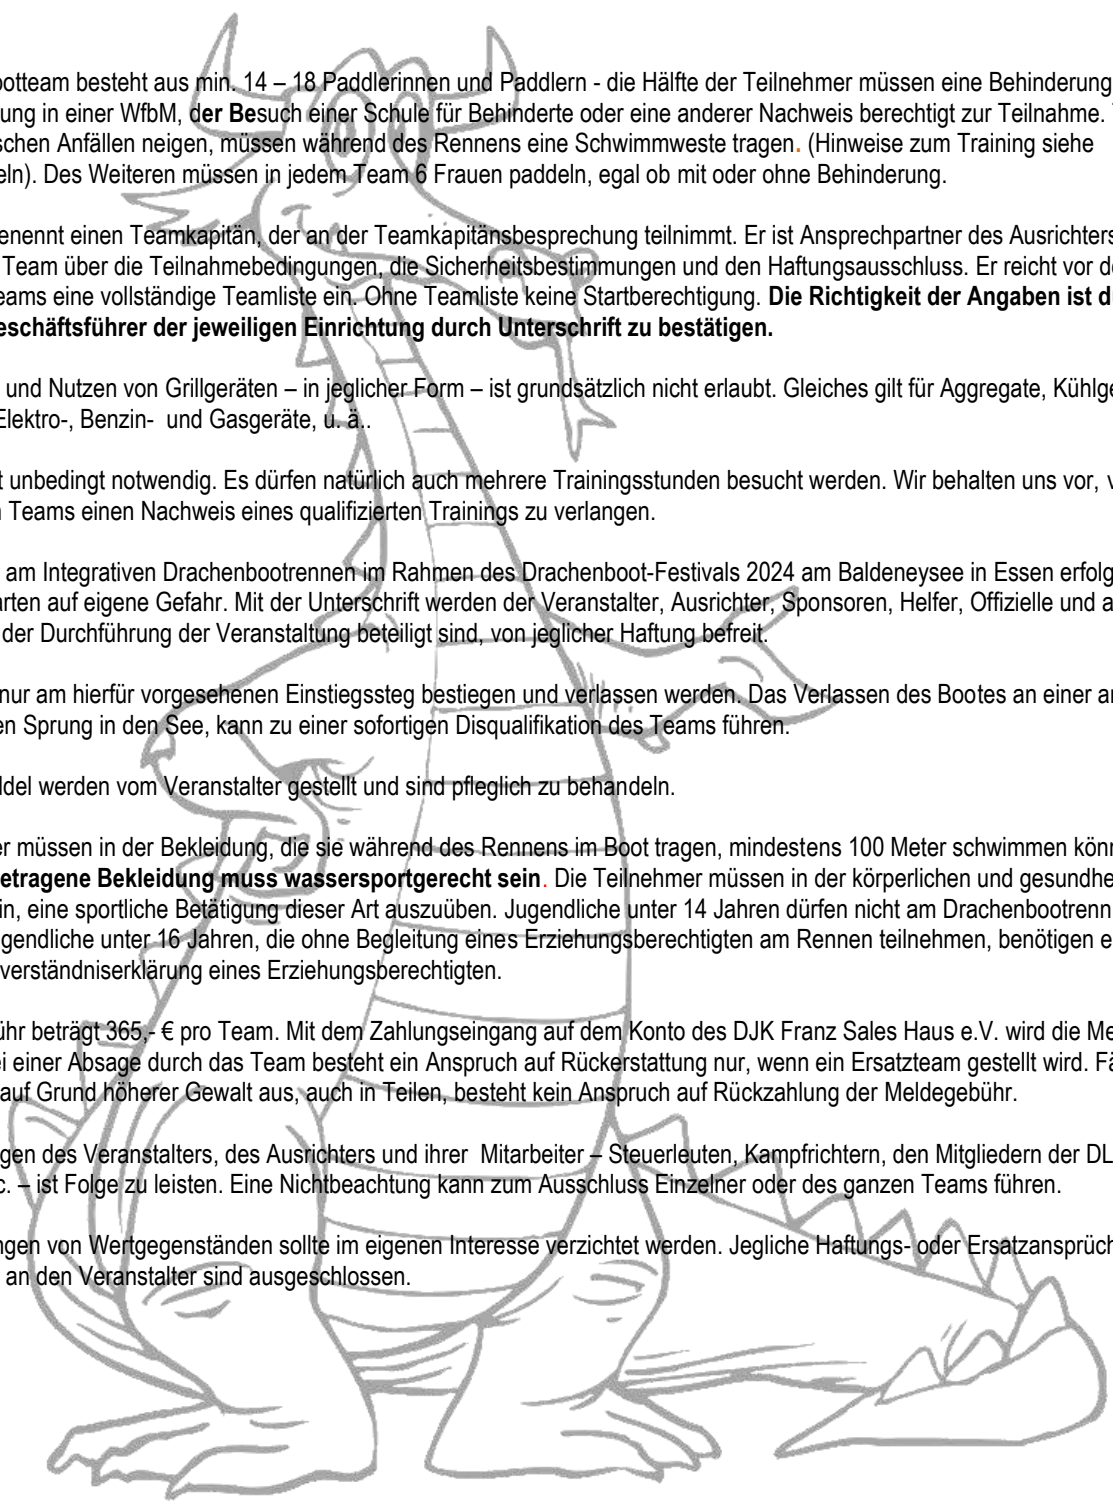 ootteam besteht aus min. 14 – 18 Paddlerinnen und Paddlern - die Hälfte der Teilnehmer müssen eine Behinderung
ung in einer WfbM, der Besuch einer Schule für Behinderte oder eine anderer Nachweis berechtigt zur Teilnahme.
schen Anfällen neigen, müssen während des Rennens eine Schwimmweste tragen. (Hinweise zum Training siehe
eln). Des Weiteren müssen in jedem Team 6 Frauen paddeln, egal ob mit oder ohne Behinderung.
enennt einen Teamkapitän, der an der Teamkapitänsbesprechung teilnimmt. Er ist Ansprechpartner des Ausrichters
Team über die Teilnahmebedingungen, die Sicherheitsbestimmungen und den Haftungsausschluss. Er reicht vor de
eams eine vollständige Teamliste ein. Ohne Teamliste keine Startberechtigung. Die Richtigkeit der Angaben ist d
eschäftsführer der jeweiligen Einrichtung durch Unterschrift zu bestätigen.
und Nutzen von Grillgeräten – in jeglicher Form – ist grundsätzlich nicht erlaubt. Gleiches gilt für Aggregate, Kühlge
Elektro-, Benzin- und Gasgeräte, u. ä..
t unbedingt notwendig. Es dürfen natürlich auch mehrere Trainingsstunden besucht werden. Wir behalten uns vor, v
n Teams einen Nachweis eines qualifizierten Trainings zu verlangen.
am Integrativen Drachenbootrennen im Rahmen des Drachenboot-Festivals 2024 am Baldeneysee in Essen erfolg
arten auf eigene Gefahr. Mit der Unterschrift werden der Veranstalter, Ausrichter, Sponsoren, Helfer, Offizielle und a
der Durchführung der Veranstaltung beteiligt sind, von jeglicher Haftung befreit.
nur am hierfür vorgesehenen Einstiegssteg bestiegen und verlassen werden. Das Verlassen des Bootes an einer an
en Sprung in den See, kann zu einer sofortigen Disqualifikation des Teams führen.
ddel werden vom Veranstalter gestellt und sind pfleglich zu behandeln.
er müssen in der Bekleidung, die sie während des Rennens im Boot tragen, mindestens 100 Meter schwimmen könn
etragene Bekleidung muss wassersportgerecht sein. Die Teilnehmer müssen in der körperlichen und gesundhe
in, eine sportliche Betätigung dieser Art auszuüben. Jugendliche unter 14 Jahren dürfen nicht am Drachenbootrenn
gendliche unter 16 Jahren, die ohne Begleitung eines Erziehungsberechtigten am Rennen teilnehmen, benötigen e
verständniserklärung eines Erziehungsberechtigten.
ühr beträgt 365,- € pro Team. Mit dem Zahlungseingang auf dem Konto des DJK Franz Sales Haus e.V. wird die Me
ei einer Absage durch das Team besteht ein Anspruch auf Rückerstattung nur, wenn ein Ersatzteam gestellt wird. Fä
auf Grund höherer Gewalt aus, auch in Teilen, besteht kein Anspruch auf Rückzahlung der Meldegebühr.
gen des Veranstalters, des Ausrichters und ihrer Mitarbeiter – Steuerleuten, Kampfrichtern, den Mitgliedern der DL
c. – ist Folge zu leisten. Eine Nichtbeachtung kann zum Ausschluss Einzelner oder des ganzen Teams führen.
ngen von Wertgegenständen sollte im eigenen Interesse verzichtet werden. Jegliche Haftungs- oder Ersatzansprüch
an den Veranstalter sind ausgeschlossen.